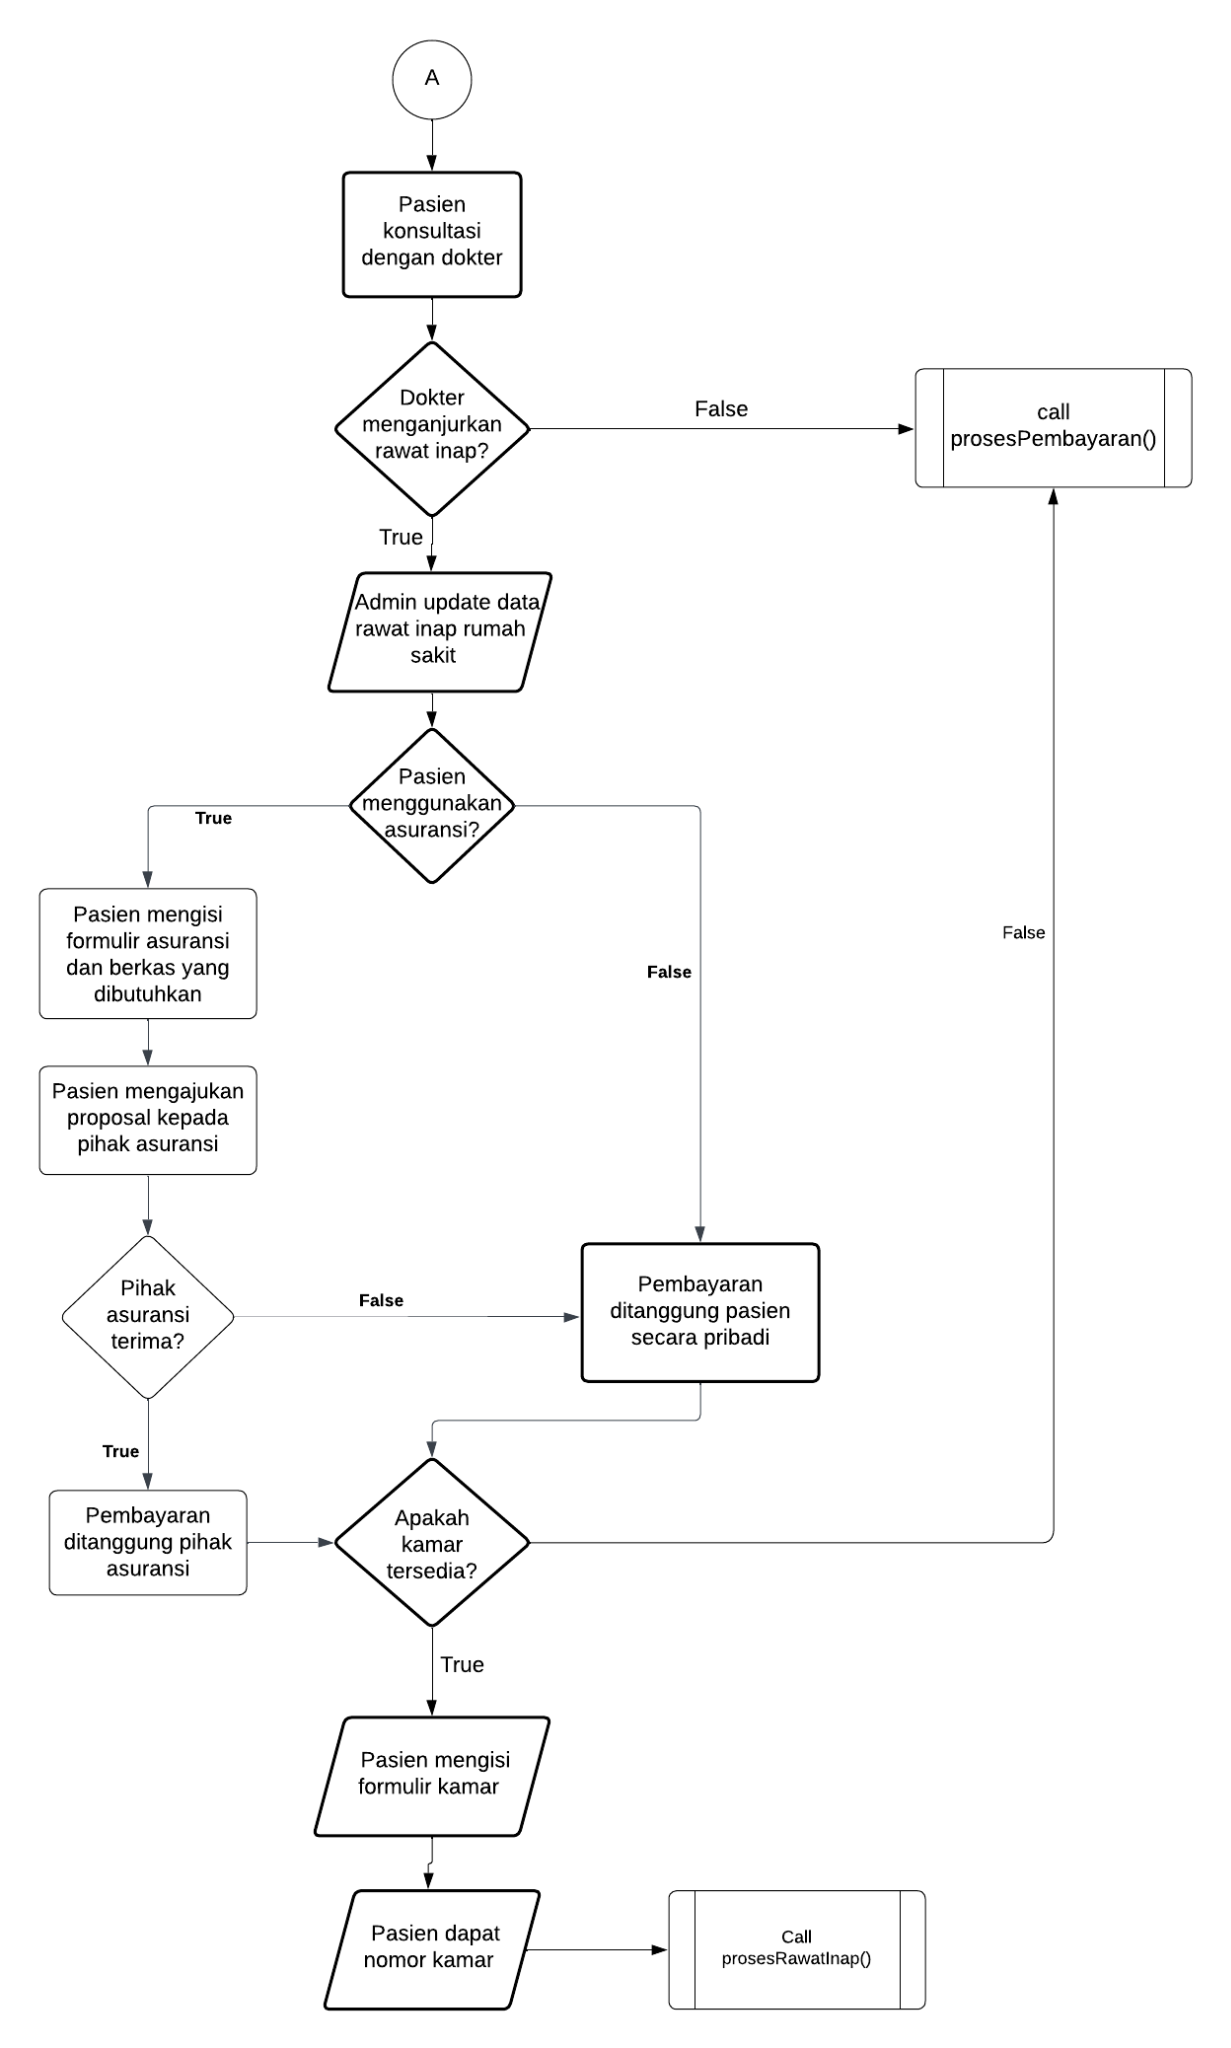 A
Pasien
konsultasi
dengan dokter
Dokter
menganjurkan
rawat inap?
False
call
prosesPembayaran()
True
Admin update data
rawat inap rumah
sakit
Pasien
menggunakan
asuransi?
True
Pasien mengisi
formulir asuransi
dan berkas yang
dibutuhkan
False
False
Pasien mengajukan
proposal kepada
pihak asuransi
Pihak
asuransi
terima?
False
Pembayaran
ditanggung pasien
secara pribadi
True
Pembayaran
ditanggung pihak
asuransi
Apakah
kamar
tersedia?
True
Pasien mengisi
formulir kamar
Pasien dapat
nomor kamar
Call
prosesRawatInap()